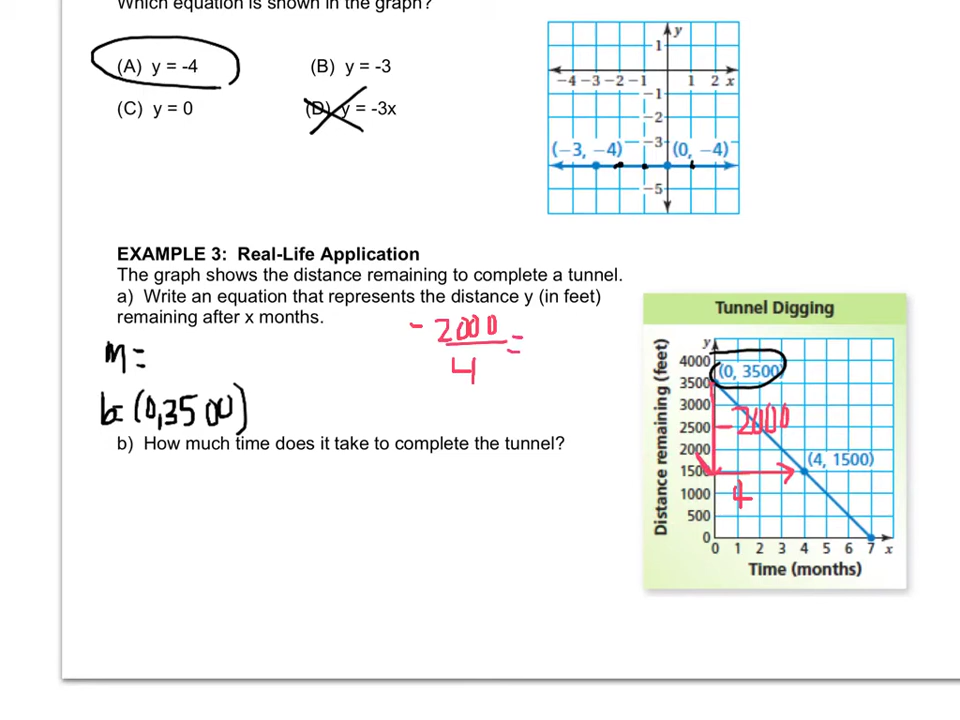 Which equation is shown in the graph?
(A) y = -4
(B) y = -3
(C) y = 0
(D) y = -3x
y
1
-4 -3 -2 -1 1 2 x
-1
-2
-3
(-3, -4) (0, -4)
-5
EXAMPLE 3: Real-Life Application
The graph shows the distance remaining to complete a tunnel.
a) Write an equation that represents the distance y (in feet)
remaining after x months.
-2000
4
=
m =
b= (0,3500)
b) How much time does it take to complete the tunnel?
Tunnel Digging
Distance remaining (feet)
y
4000
(0, 3500)
3500
3000
-2000
2500
2000
(4, 1500)
1500
1000
4
500
0
0 1 2 3 4 5 6 7 x
Time (months)